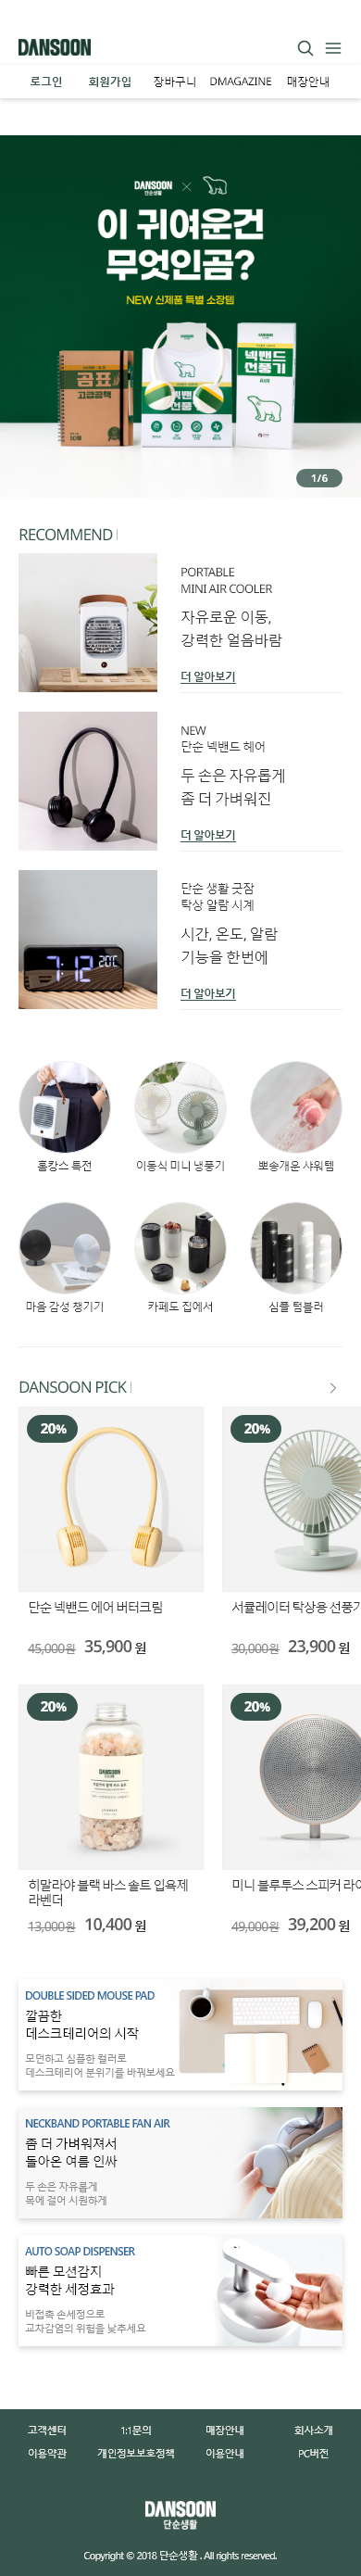 DANSOON
로그인 회원가입 장바구니 DMAGAZINE 매장안내
DANSOON
단순생활
이 귀여운건
무엇인곰?
NEW 신제품 특별 소장템
곰표
고급공책
넥밴드
선풍기
1/6
RECOMMEND
PORTABLE
MINI AIR COOLER
자유로운 이동,
강력한 얼음바람
더 알아보기
NEW
단순 넥밴드 헤어
두 손은 자유롭게
좀 더 가벼워진
더 알아보기
7:12 20℃
단순 생활 굿잠
탁상 알람 시계
시간, 온도, 알람
기능을 한번에
더 알아보기
홈캉스 특전 이동식 미니 냉풍기 뽀송개운 샤워템
마음 감성 챙기기 카페도 집에서 심플 텀블러
DANSOON PICK
20% 20%
단순 넥밴드 에어 버터크림
45,000원 35,900 원
서큘레이터 탁상용 선풍기
30,000원 23,900 원
20% 20%
DANSOON
히말라야 블랙 바스 솔트 입욕제
라벤더
13,000원 10,400 원
미니 블루투스 스피커 라이
49,000원 39,200 원
DOUBLE SIDED MOUSE PAD
깔끔한
데스크테리어의 시작
모던하고 심플한 컬러로
데스크테리어 분위기를 바꿔보세요
NECKBAND PORTABLE FAN AIR
좀 더 가벼워져서
돌아온 여름 인싸
두 손은 자유롭게
목에 걸어 시원하게
AUTO SOAP DISPENSER
빠른 모션감지
강력한 세정효과
비접촉 손세정으로
교차감염의 위험을 낮추세요
고객센터 1:1문의 매장안내 회사소개
이용약관 개인정보보호정책 이용안내 PC버전
DANSOON
단순생활
Copyright © 2018 단순생활 . All rights reserved.